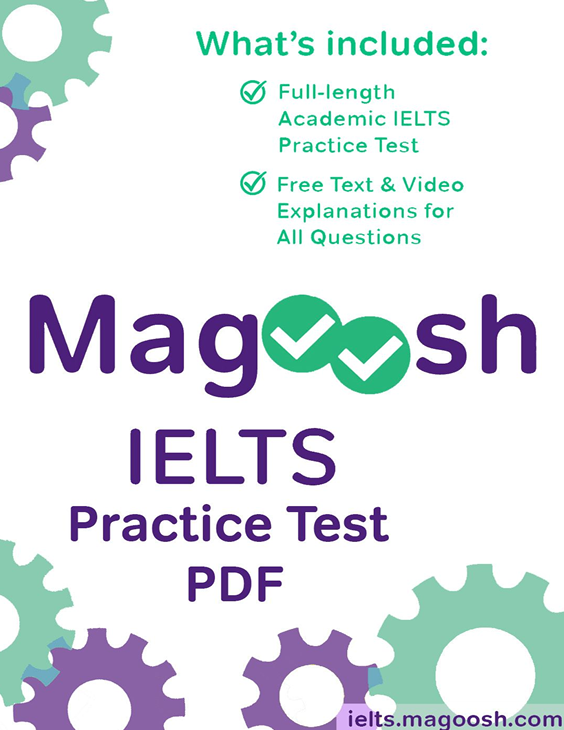 What's included:
Full-length
Academic IELTS
Practice Test
Free Text & Video
Explanations for
All Questions
Magoosh
IELTS
Practice Test
PDF
ielts.magoosh.com